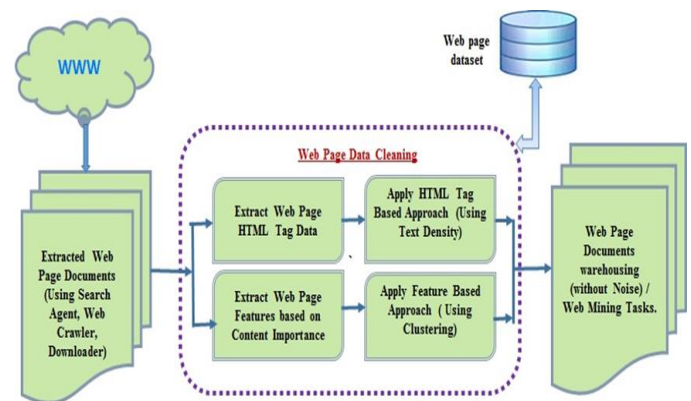 WWW
Web page
dataset
Web Page Data Cleaning
Extracted Web
Page Documents
(Using Search
Agent, Web
Crawler,
Downloader)
Extract Web Page
HTML Tag Data
Apply HTML Tag
Based Approach (Using
Text Density)
Extract Web Page
Features based on
Content Importance
Apply Feature Based
Approach ( Using
Clustering)
Web Page
Documents
warehousing
(without Noise) /
Web Mining Tasks.